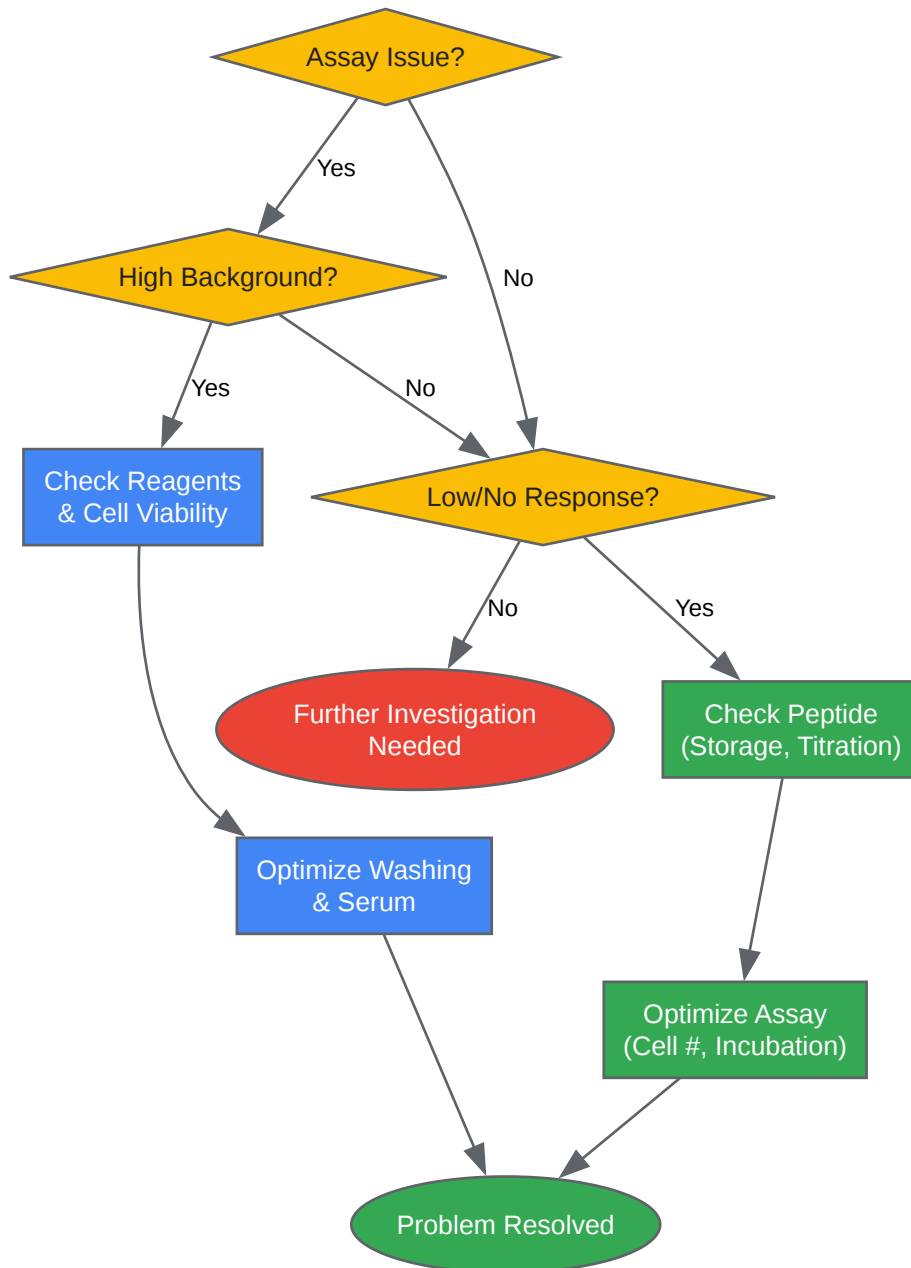 Assay Issue?
Yes
No
High Background?
Yes
No
Check Reagents
& Cell Viability
Low/No Response?
No
Yes
Further Investigation
Needed
Check Peptide
(Storage, Titration)
Optimize Washing
& Serum
Optimize Assay
(Cell #, Incubation)
Problem Resolved